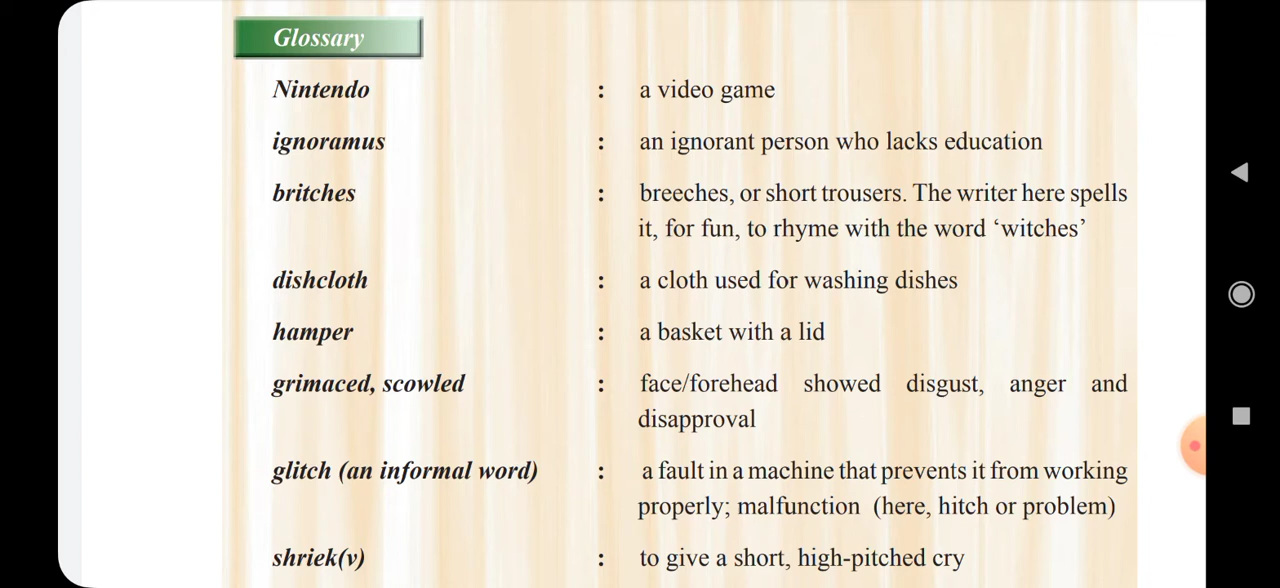 Glossary
Nintendo : a video game
ignoramus : an ignorant person who lacks education
britches : breeches, or short trousers. The writer here spells
it, for fun, to rhyme with the word ‘witches’
dishcloth : a cloth used for washing dishes
hamper : a basket with a lid
grimaced, scowled : face/forehead showed disgust, anger and
disapproval
glitch (an informal word) : a fault in a machine that prevents it from working
properly; malfunction (here, hitch or problem)
shriek(v) : to give a short, high-pitched cry